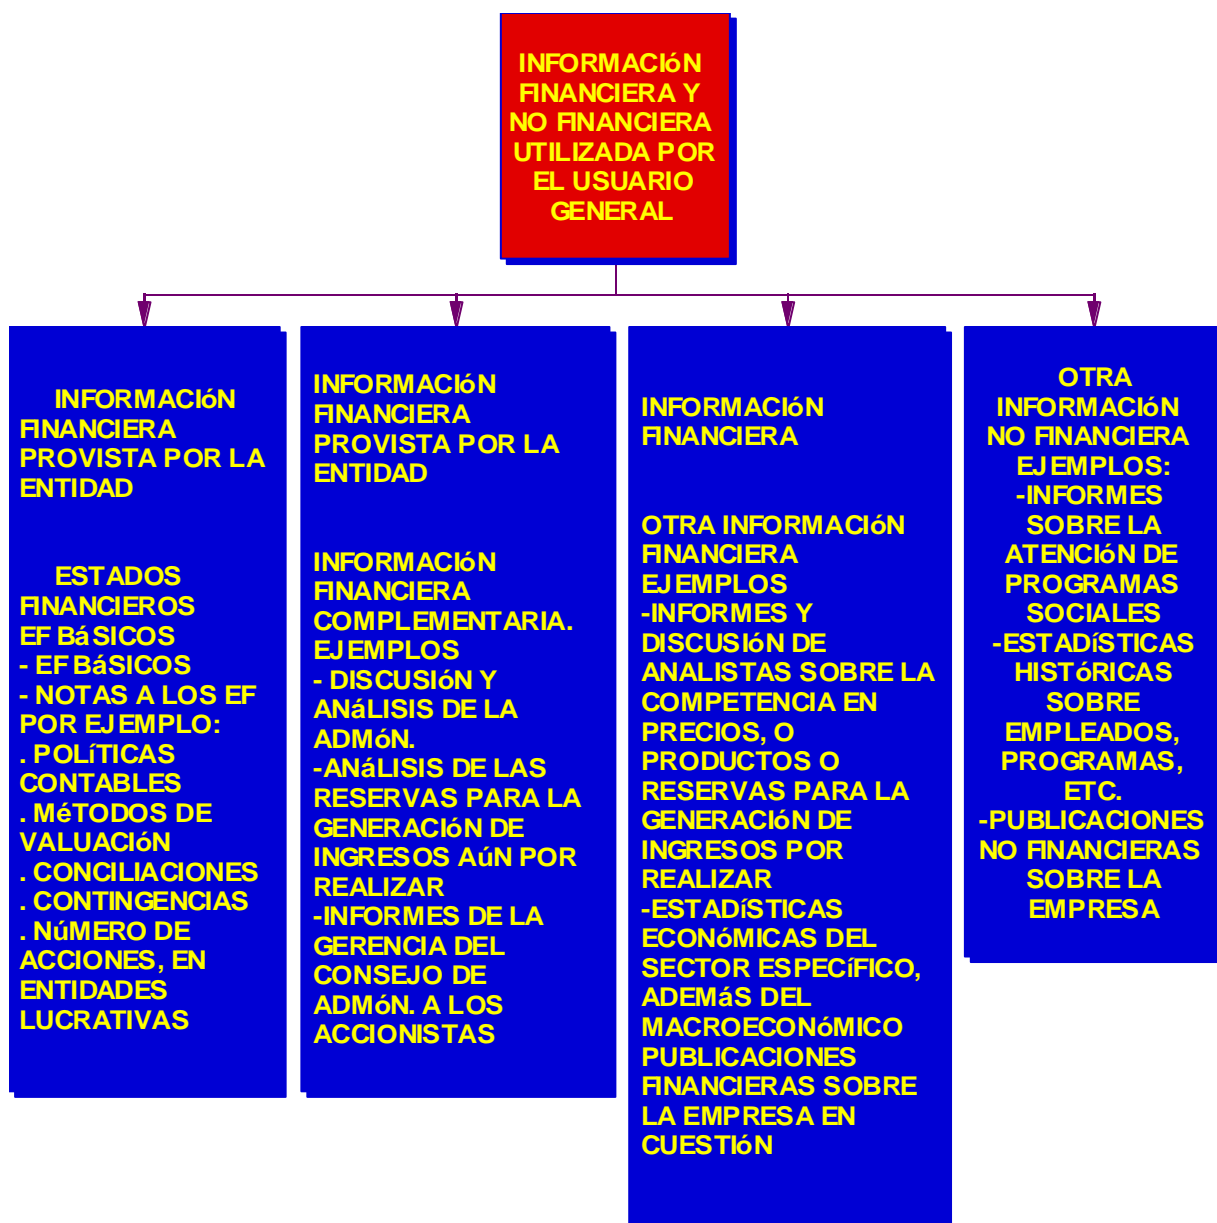 INFORMACIóN
FINANCIERA Y
NO FINANCIERA
UTILIZADA POR
EL USUARIO
GENERAL
INFORMACIóN
FINANCIERA
PROVISTA POR LA
ENTIDAD
ESTADOS
FINANCIEROS
EF BáSICOS
- EF BáSICOS
- NOTAS A LOS EF
POR EJEMPLO:
. POLíTICAS
CONTABLES
. MéTODOS DE
VALUACIóN
. CONCILIACIONES
. CONTINGENCIAS
. NúMERO DE
ACCIONES, EN
ENTIDADES
LUCRATIVAS
INFORMACIóN
FINANCIERA
PROVISTA POR LA
ENTIDAD
INFORMACIóN
FINANCIERA
COMPLEMENTARIA.
EJEMPLOS
- DISCUSIóN Y
ANáLISIS DE LA
ADMóN.
-ANáLISIS DE LAS
RESERVAS PARA LA
GENERACIóN DE
INGRESOS AúN POR
REALIZAR
-INFORMES DE LA
GERENCIA DEL
CONSEJO DE
ADMóN. A LOS
ACCIONISTAS
INFORMACIóN
FINANCIERA
OTRA INFORMACIóN
FINANCIERA
EJEMPLOS
-INFORMES Y
DISCUSIóN DE
ANALISTAS SOBRE LA
COMPETENCIA EN
PRECIOS, O
PRODUCTOS O
RESERVAS PARA LA
GENERACIóN DE
INGRESOS POR
REALIZAR
-ESTADíSTICAS
ECONóMICAS DEL
SECTOR ESPECíFICO,
ADEMáS DEL
MACROECONóMICO
PUBLICACIONES
FINANCIERAS SOBRE
LA EMPRESA EN
CUESTIóN
OTRA
INFORMACIóN
NO FINANCIERA
EJEMPLOS:
-INFORMES
SOBRE LA
ATENCIóN DE
PROGRAMAS
SOCIALES
-ESTADíSTICAS
HISTóRICAS
SOBRE
EMPLEADOS,
PROGRAMAS,
ETC.
-PUBLICACIONES
NO FINANCIERAS
SOBRE LA
EMPRESA